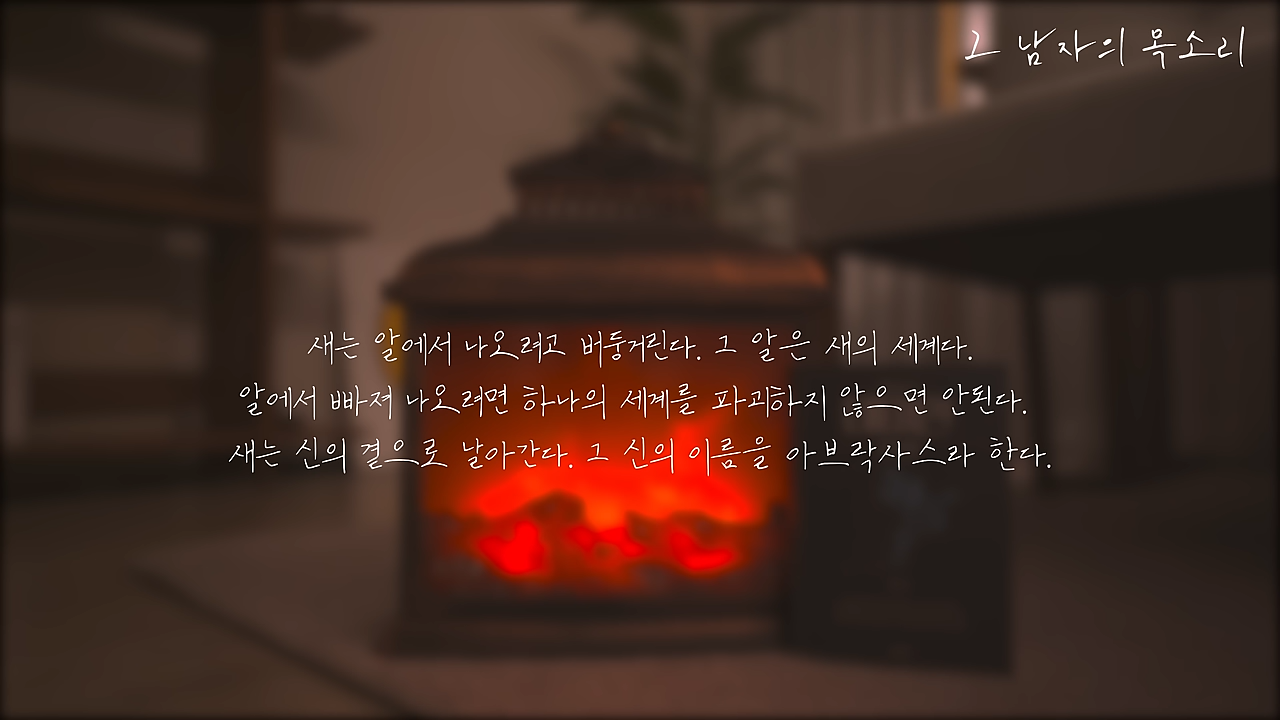 그 남자의 목소리
새는 알에서 나오려고 버둥거린다. 그 알은 새의 세계다.
알에서 빠져 나오려면 하나의 세계를 파괴하지 않으면 안된다.
새는 신의 곁으로 날아간다. 그 신의 이름을 아브락사스라 한다.